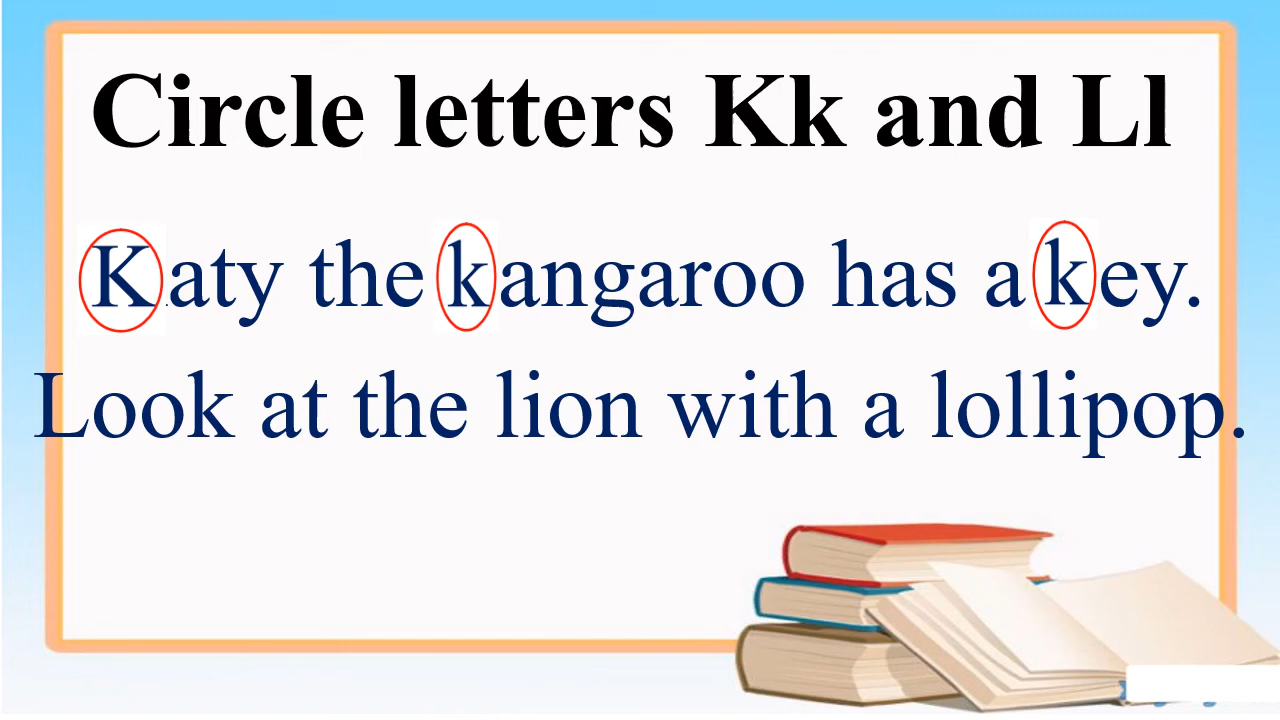 Circle letters Kk and Ll
Katy the kangaroo has a key.
Look at the lion with a lollipop.